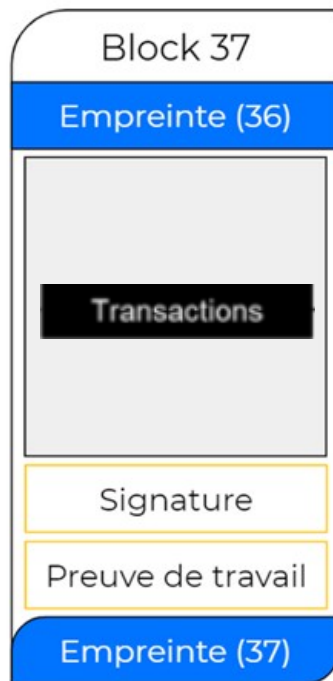 Block 37
Empreinte (36)
Transactions
Signature
Preuve de travail
Empreinte (37)